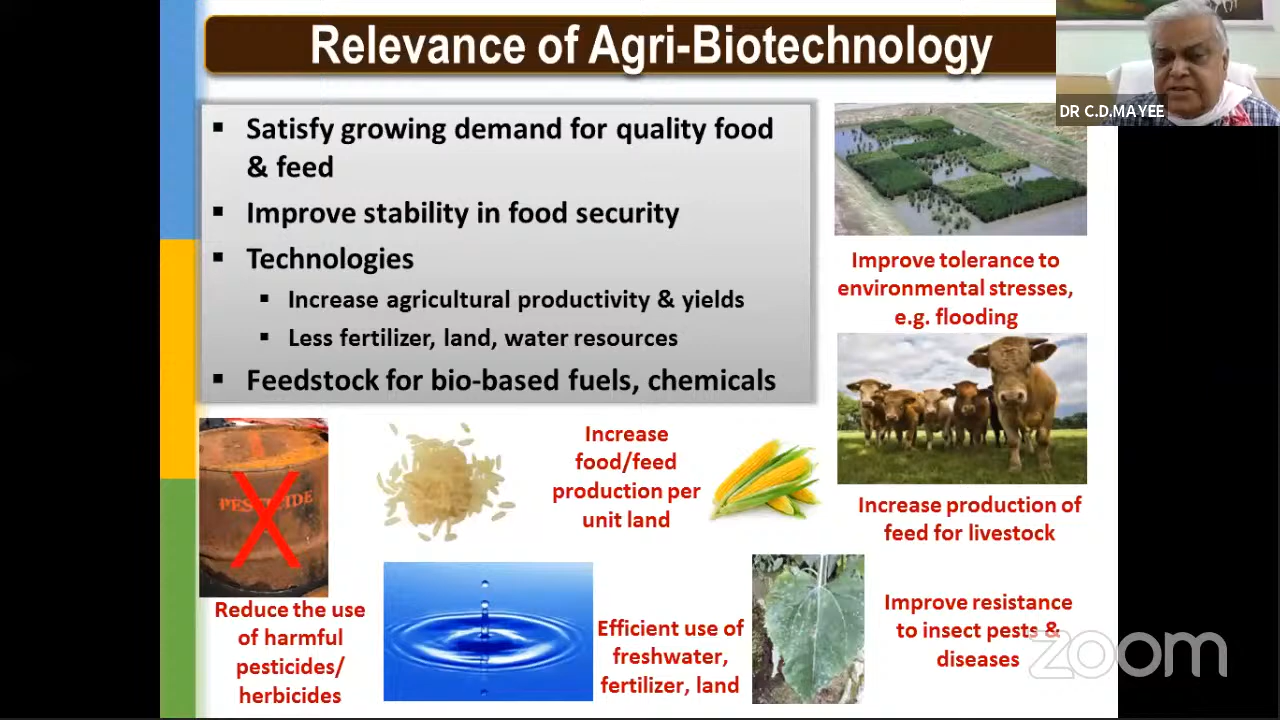 Relevance of Agri-Biotechnology
DR C.D.MAYEE
▪ Satisfy growing demand for quality food
& feed
▪ Improve stability in food security
▪ Technologies
▪ Increase agricultural productivity & yields
▪ Less fertilizer, land, water resources
▪ Feedstock for bio-based fuels, chemicals
Improve tolerance to
environmental stresses,
e.g. flooding
PESTICIDE
X
Reduce the use
of harmful
pesticides/
herbicides
Increase
food/feed
production per
unit land
Increase production of
feed for livestock
Efficient use of
freshwater,
fertilizer, land
Improve resistance
to insect pests &
diseases
zoom